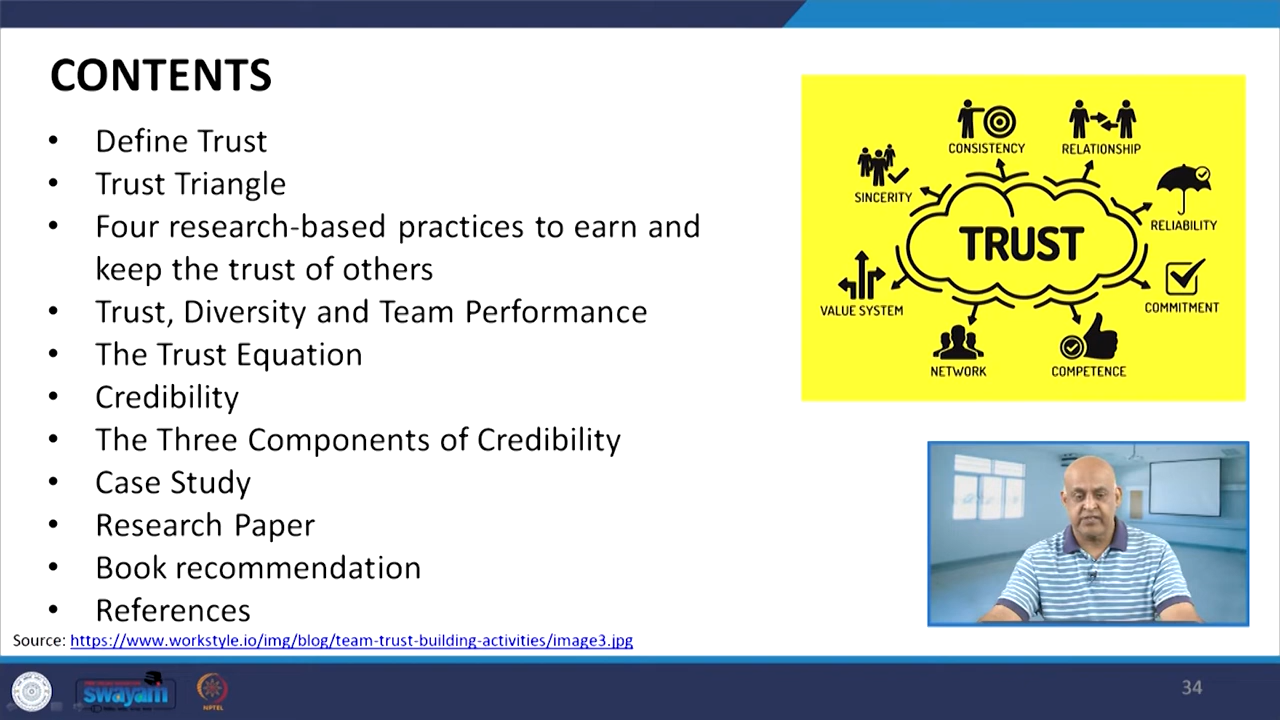 CONTENTS
• Define Trust
• Trust Triangle
• Four research-based practices to earn and
keep the trust of others
• Trust, Diversity and Team Performance
• The Trust Equation
• Credibility
• The Three Components of Credibility
• Case Study
• Research Paper
• Book recommendation
• References
Source: https://www.workstyle.io/img/blog/team-trust-building-activities/image3.jpg
CONSISTENCY
RELATIONSHIP
SINCERITY
RELIABILITY
TRUST
VALUE SYSTEM
COMMITMENT
NETWORK
COMPETENCE
swayam
NPTEL
34